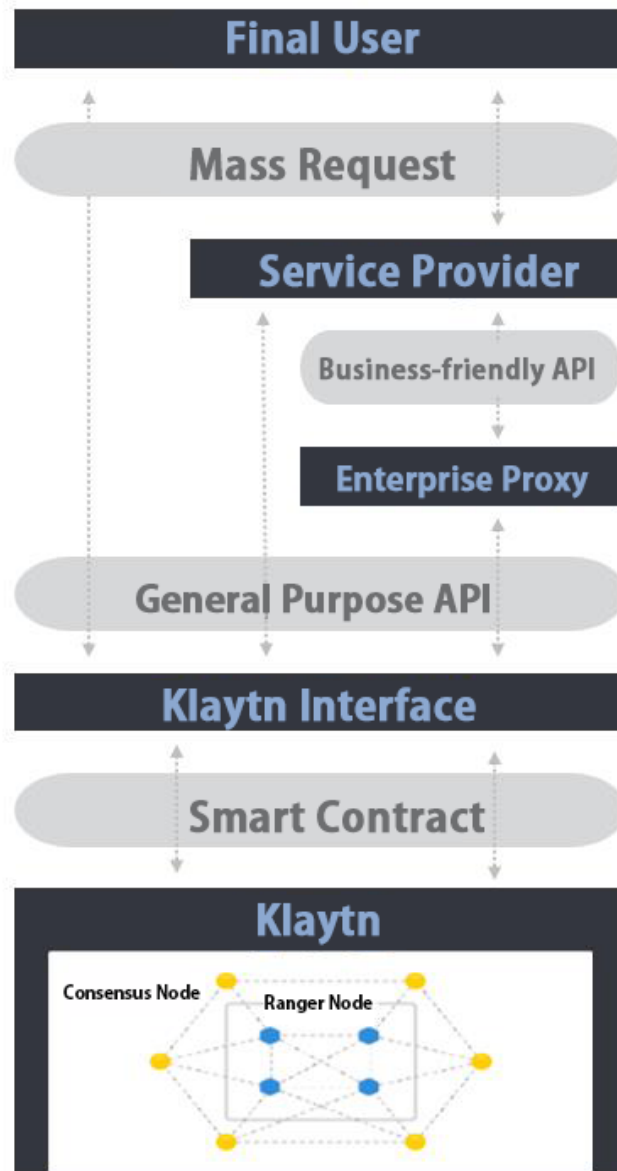 Final User
Mass Request
Service Provider
Business-friendly API
Enterprise Proxy
General Purpose API
Klaytn Interface
Smart Contract
Klaytn
Consensus Node
Ranger Node